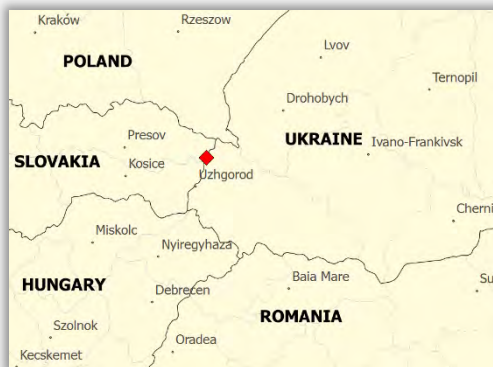 Kraków
Rzeszow
Lvov
POLAND
Ternopil
Drohobych
Presov
UKRAINE
Ivano-Frankivsk
SLOVAKIA
Kosice
Uzhgorod
Cherni
Miskolc
Nyiregyhaza
HUNGARY
Baia Mare
Su
Debrecen
ROMANIA
Szolnok
Oradea
Kecskemet